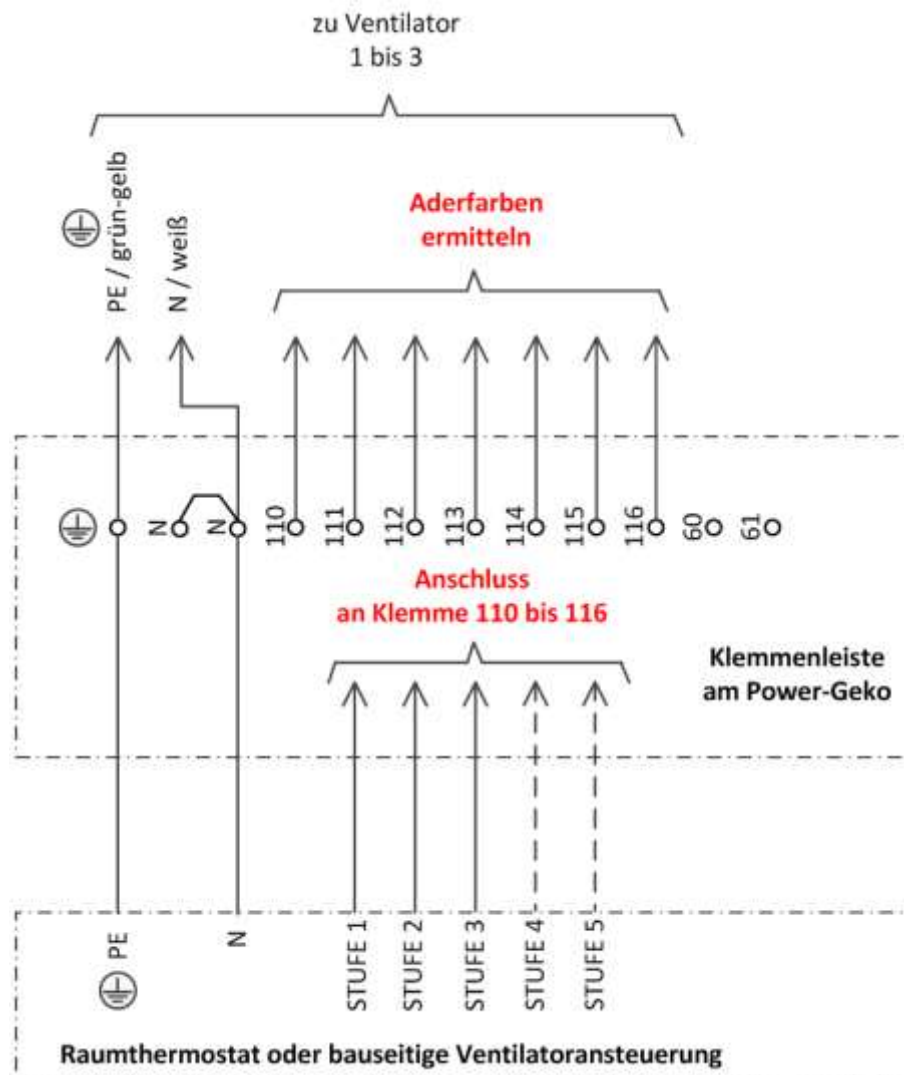 zu Ventilator
1 bis 3
PE / grün-gelb
N / weiß
Aderfarben
ermitteln
N
N
110
111
112
113
114
115
116
60
61
Anschluss
an Klemme 110 bis 116
Klemmenleiste
am Power-Geko
PE
N
STUFE 1
STUFE 2
STUFE 3
STUFE 4
STUFE 5
Raumthermostat oder bauseitige Ventilatoransteuerung